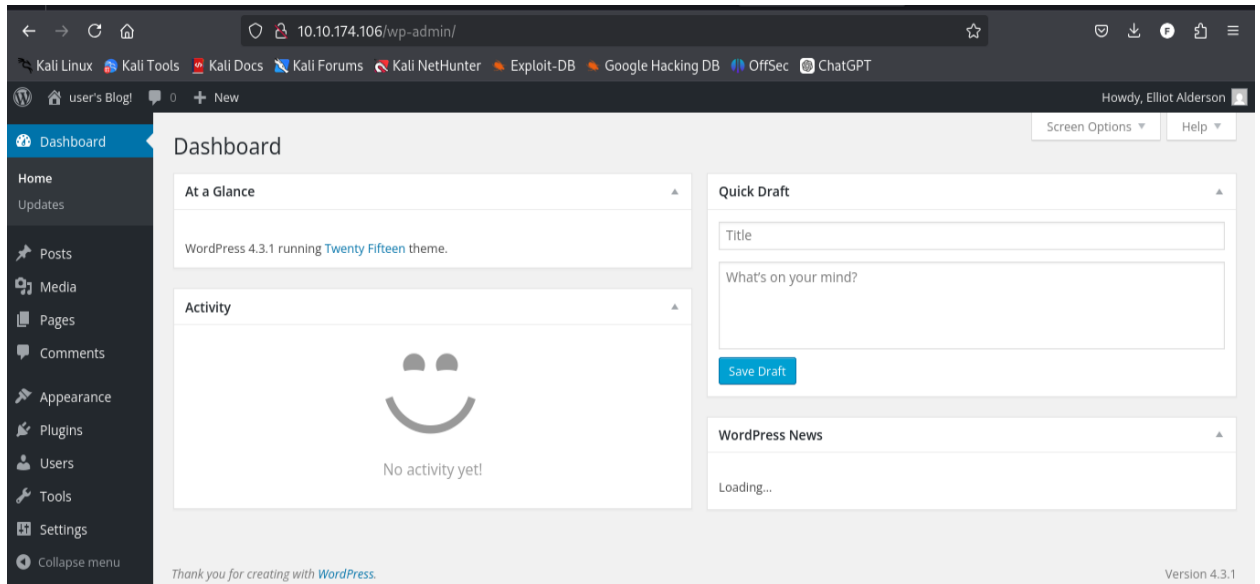 10.10.174.106/wp-admin/
Kali Linux Kali Tools Kali Docs Kali Forums Kali NetHunter Exploit-DB Google Hacking DB OffSec ChatGPT
user's Blog! 0 + New Howdy, Elliot Alderson
Screen Options Help
Dashboard
Dashboard
Home
Updates
Posts
Media
Pages
Comments
Appearance
Plugins
Users
Tools
Settings
Collapse menu
At a Glance
WordPress 4.3.1 running Twenty Fifteen theme.
Activity
No activity yet!
Quick Draft
Title
What's on your mind?
Save Draft
WordPress News
Loading...
Thank you for creating with WordPress.
Version 4.3.1